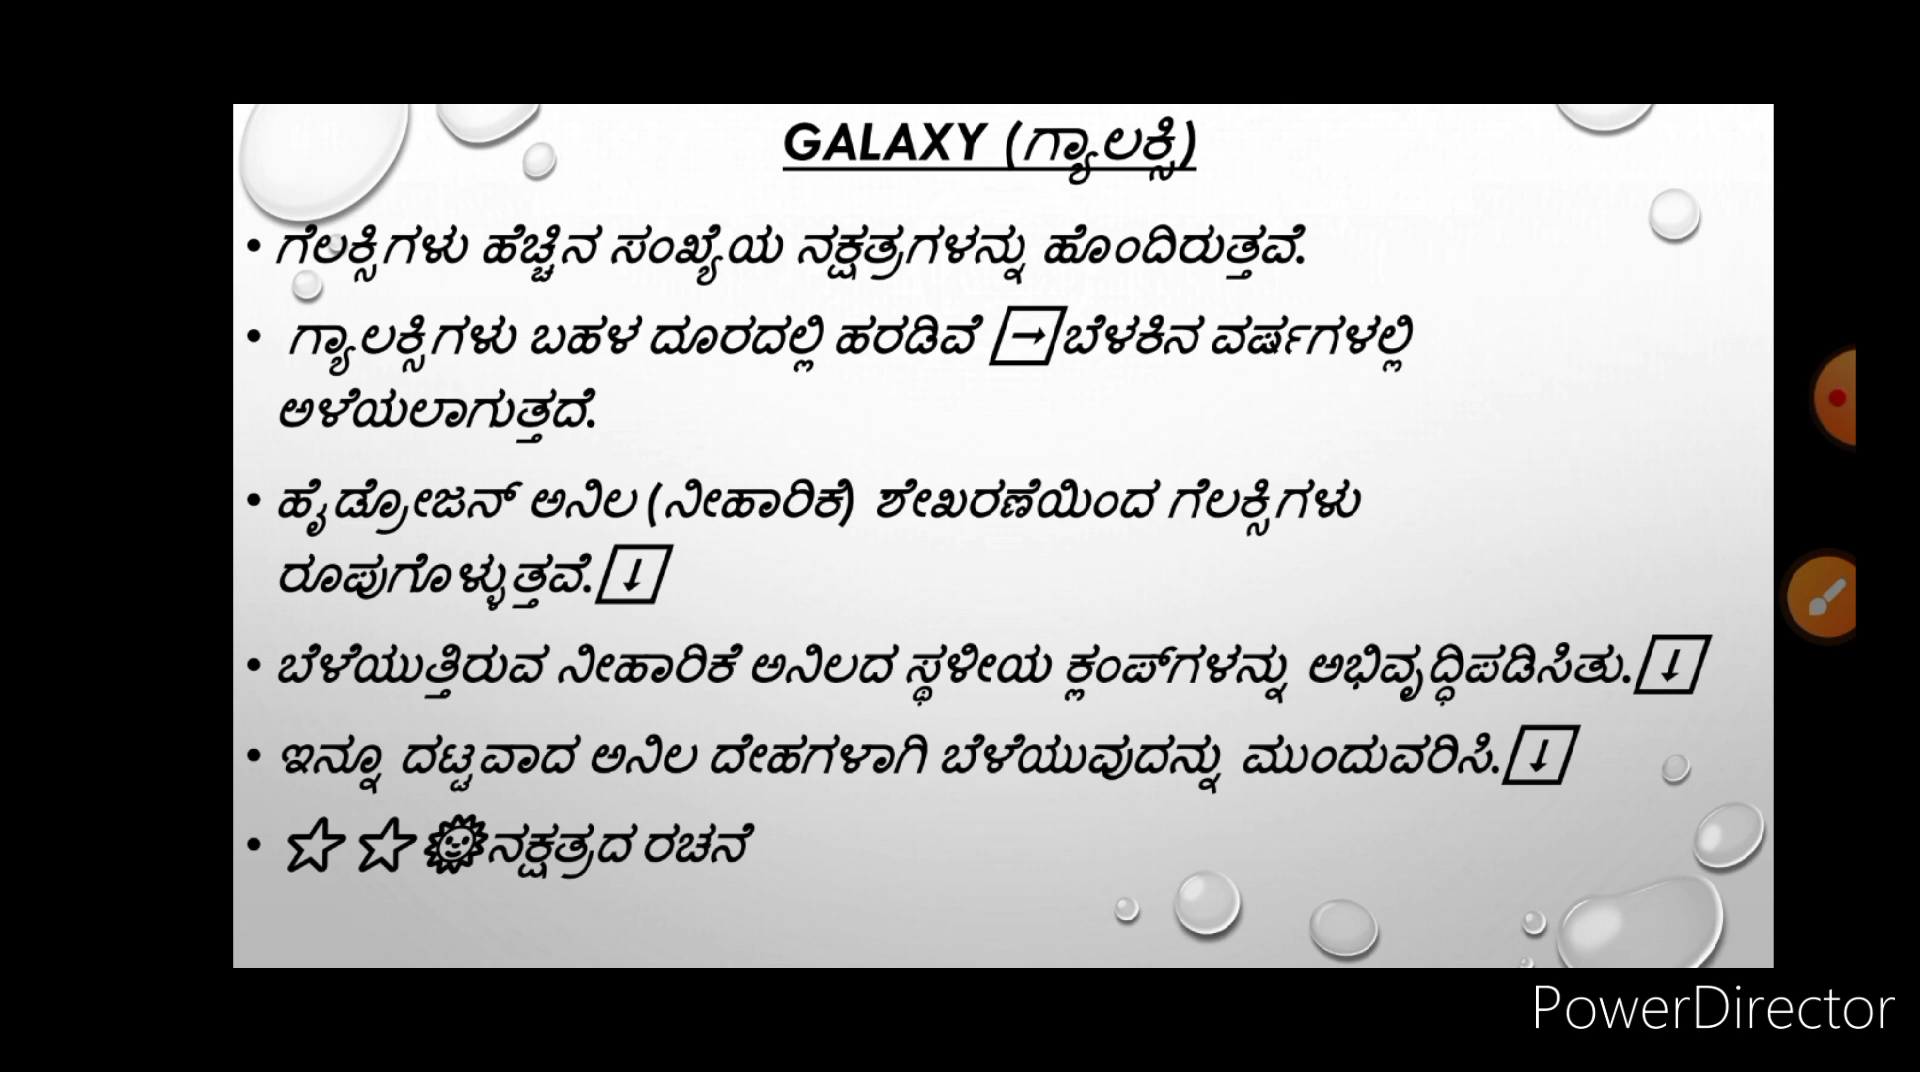 GALAXY (ಗ್ಯಾಲಕ್ಸಿ)
• ಗೆಲಕ್ಸಿಗಳು ಹೆಚ್ಚಿನ ಸಂಖ್ಯೆಯ ನಕ್ಷತ್ರಗಳನ್ನು ಹೊಂದಿರುತ್ತವೆ.
• ಗ್ಯಾಲಕ್ಸಿಗಳು ಬಹಳ ದೂರದಲ್ಲಿ ಹರಡಿವೆ ➡ಬೆಳಕಿನ ವರ್ಷಗಳಲ್ಲಿ
ಅಳೆಯಲಾಗುತ್ತದೆ.
• ಹೈಡ್ರೋಜನ್ ಅನಿಲ(ನೀಹಾರಿಕೆ) ಶೇಖರಣೆಯಿಂದ ಗೆಲಕ್ಸಿಗಳು
ರೂಪುಗೊಳ್ಳುತ್ತವೆ.⬇
• ಬೆಳೆಯುತ್ತಿರುವ ನೀಹಾರಿಕೆ ಅನಿಲದ ಸ್ಥಳೀಯ ಕ್ಲಂಪ್‌ಗಳನ್ನು ಅಭಿವೃದ್ಧಿಪಡಿಸಿತು.⬇
• ಇನ್ನೂ ದಟ್ಟವಾದ ಅನಿಲ ದೇಹಗಳಾಗಿ ಬೆಳೆಯುವುದನ್ನು ಮುಂದುವರಿಸಿ.⬇
• ⭐⭐🌞ನಕ್ಷತ್ರದ ರಚನೆ
PowerDirector